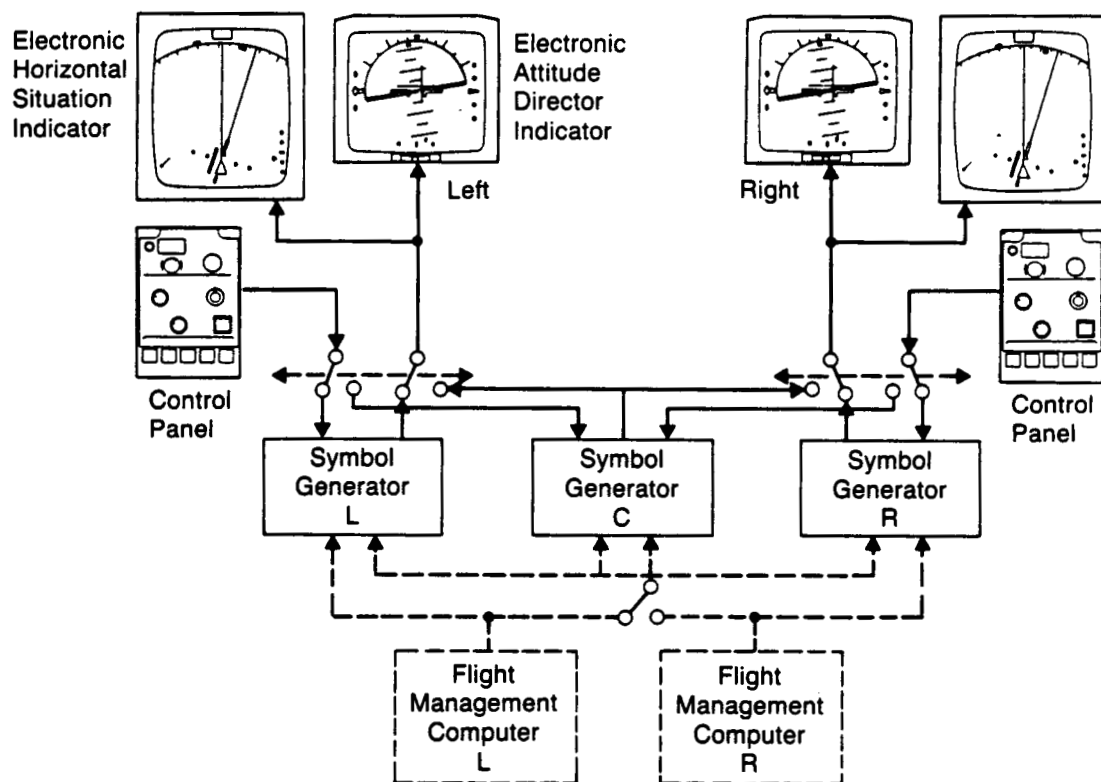 Electronic
Horizontal
Situation
Indicator
Electronic
Attitude
Director
Indicator
Left
Right
Control
Panel
Control
Panel
Symbol
Generator
L
Symbol
Generator
C
Symbol
Generator
R
Flight
Management
Computer
L
Flight
Management
Computer
R